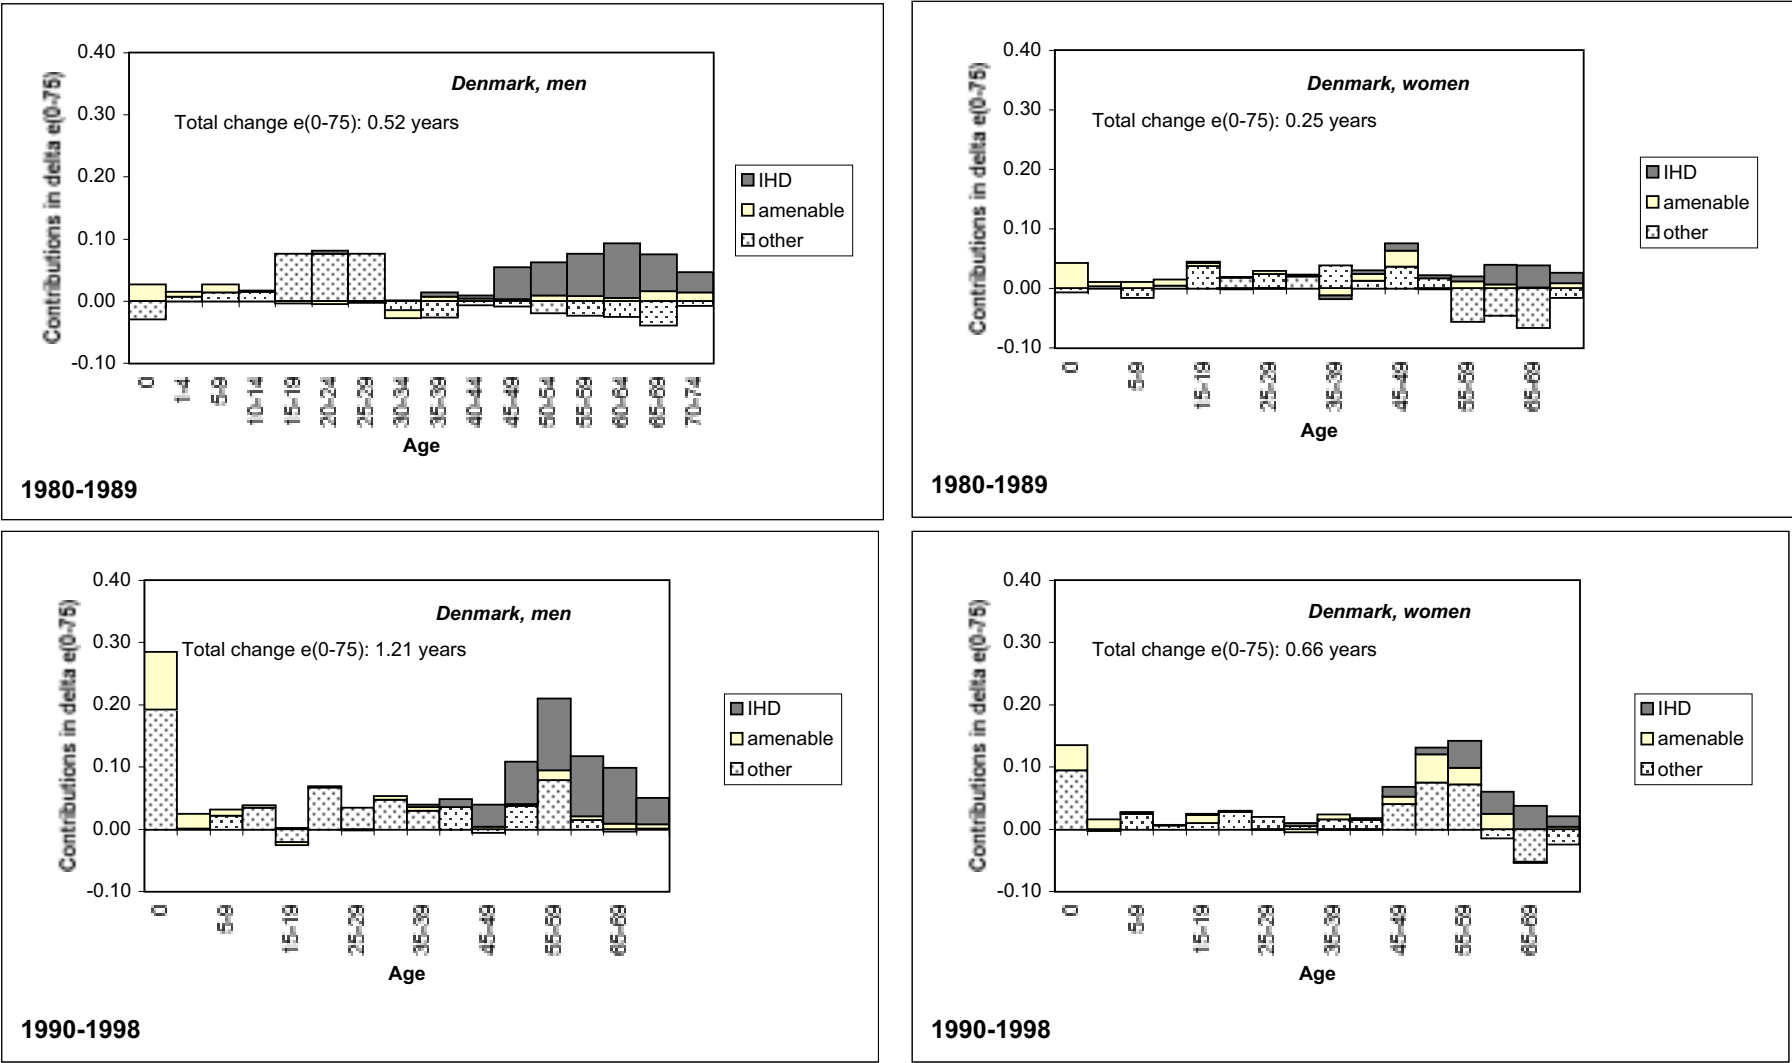 0.40
Denmark, men
Total change e(0-75): 0.52 years
0.30
0.20
0.10
0.00
-0.10
Contributions in delta e(0-75)
IHD
amenable
other
0
1-4
5-9
10-14
15-19
20-24
25-29
30-34
35-39
40-44
45-49
50-54
55-59
60-64
65-69
70-74
Age
1980-1989
0.40
Denmark, women
Total change e(0-75): 0.25 years
0.30
0.20
0.10
0.00
-0.10
Contributions in delta e(0-75)
IHD
amenable
other
0
5-9
15-19
25-29
35-39
45-49
55-59
65-69
Age
1980-1989
0.40
Denmark, men
0.30
Total change e(0-75): 1.21 years
0.20
0.10
0.00
-0.10
Contributions in delta e(0-75)
IHD
amenable
other
0
5-9
15-19
25-29
35-39
45-49
55-59
65-69
Age
1990-1998
0.40
Denmark, women
0.30
Total change e(0-75): 0.66 years
0.20
0.10
0.00
-0.10
Contributions in delta e(0-75)
IHD
amenable
other
0
5-9
15-19
25-29
35-39
45-49
55-59
65-69
Age
1990-1998